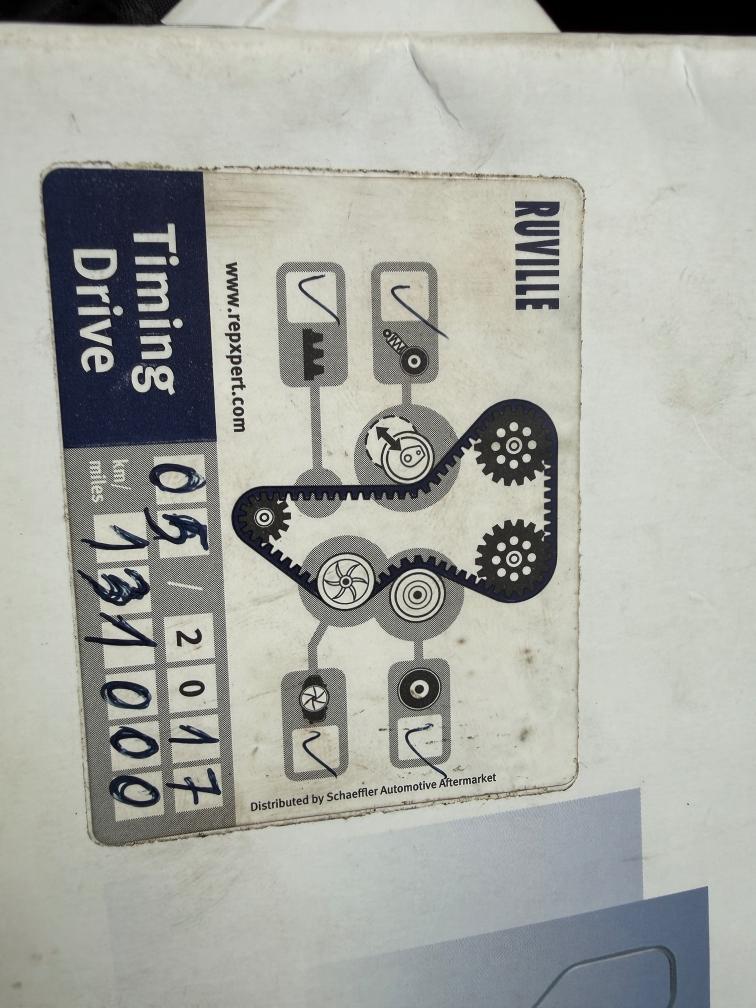 RUVILLE
www.repxpert.com
Distributed by Schaeffler Automotive Aftermarket
Timing
Drive
05 / 2017
km/
miles
131000